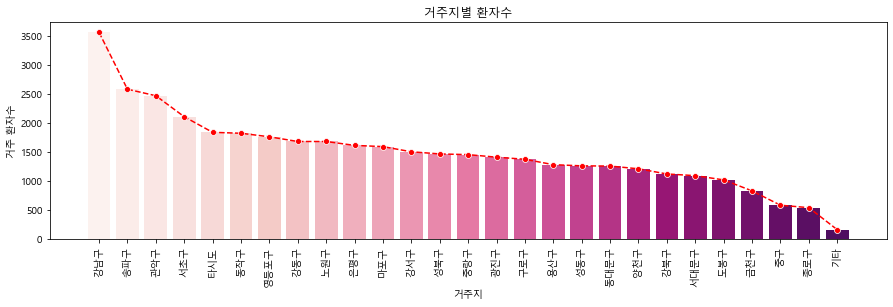 거주지별 환자수
거주 환자수
3500
3000
2500
2000
1500
1000
500
0
강남구
송파구
관악구
서초구
타시도
동작구
영등포구
강동구
노원구
은평구
마포구
강서구
성북구
중랑구
광진구
구로구
용산구
성동구
동대문구
양천구
강북구
서대문구
도봉구
금천구
중구
종로구
기타
거주지